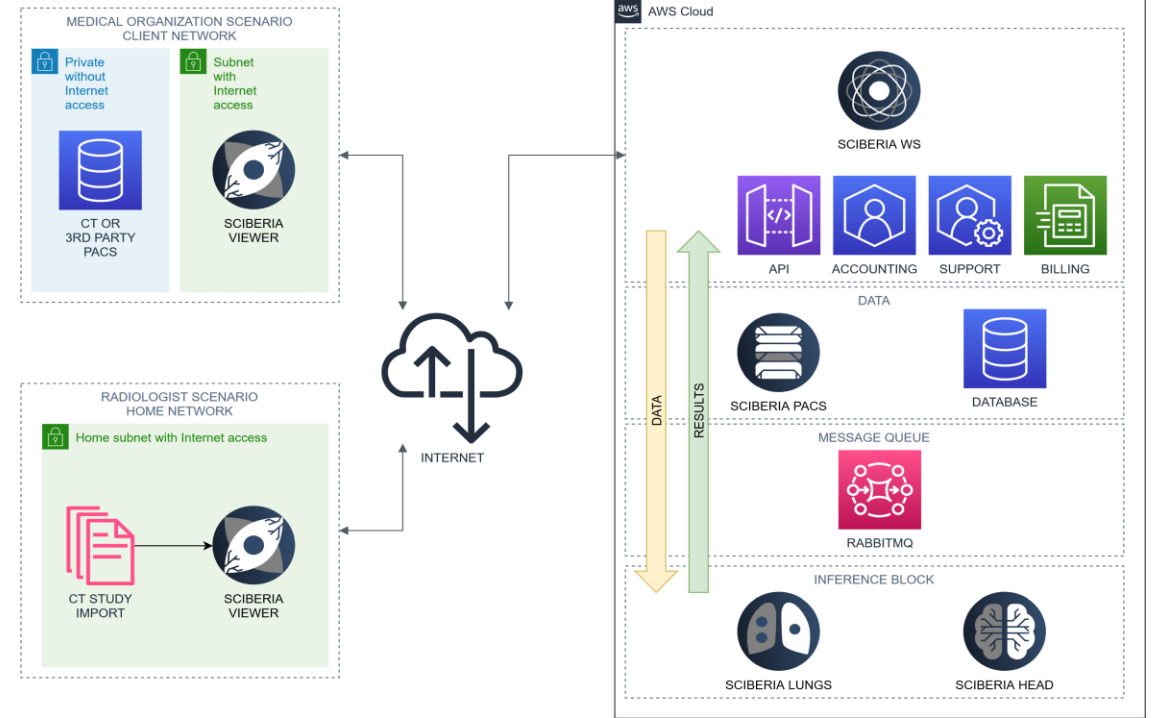 MEDICAL ORGANIZATION SCENARIO
CLIENT NETWORK
Private
without
Internet
access
Subnet
with
Internet
access
CT OR
3RD PARTY
PACS
SCIBERIA
VIEWER
RADIOLOGIST SCENARIO
HOME NETWORK
Home subnet with Internet access
CT STUDY
IMPORT
SCIBERIA
VIEWER
INTERNET
aws
AWS Cloud
SCIBERIA WS
API
ACCOUNTING
SUPPORT
BILLING
DATA
RESULTS
DATA
SCIBERIA PACS
DATABASE
MESSAGE QUEUE
RABBITMQ
INFERENCE BLOCK
SCIBERIA LUNGS
SCIBERIA HEAD